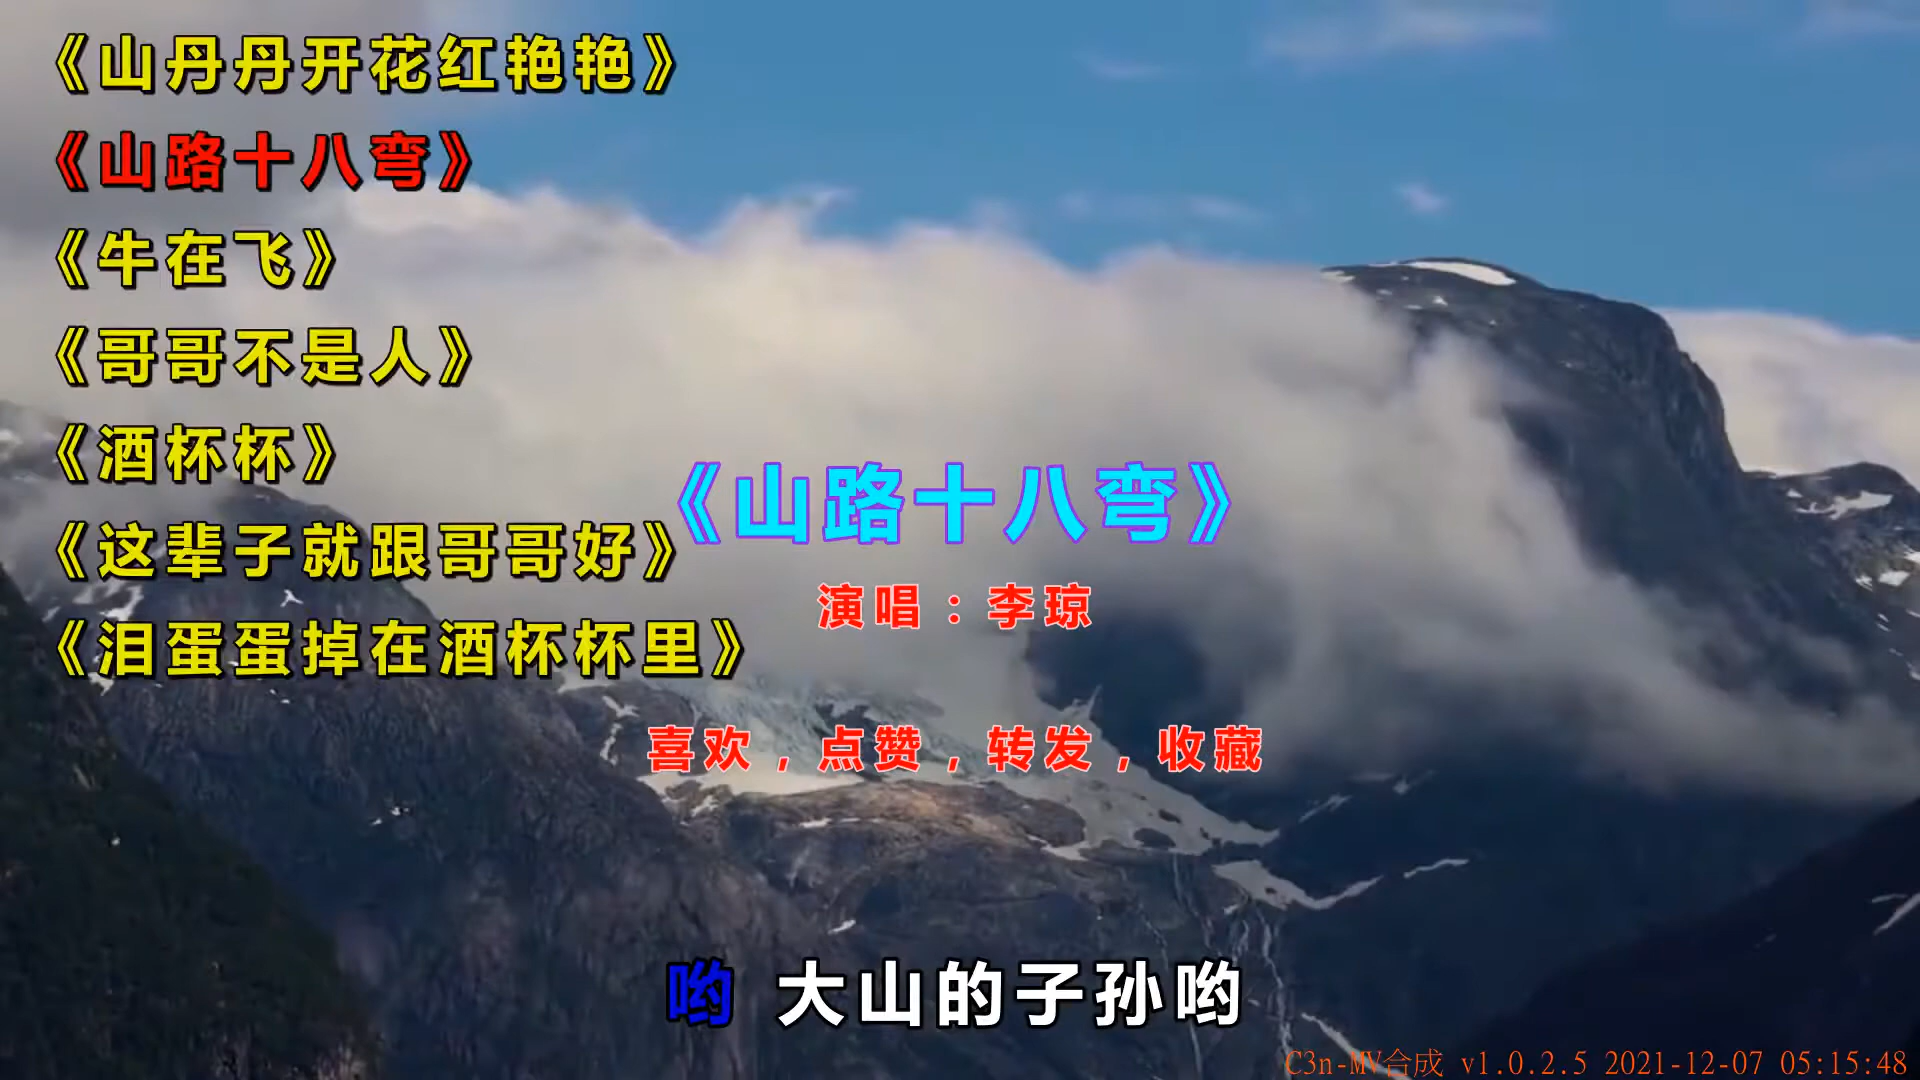 《山丹丹开花红艳艳》
《山路十八弯》
《牛在飞》
《哥哥不是人》
《酒杯杯》
《这辈子就跟哥哥好》
《泪蛋蛋掉在酒杯杯里》
《山路十八弯》
演唱：李琼
喜欢，点赞，转发，收藏
哟 大山的子孙哟
C3n-MV合成 v1.0.2.5 2021-12-07 05:15:48